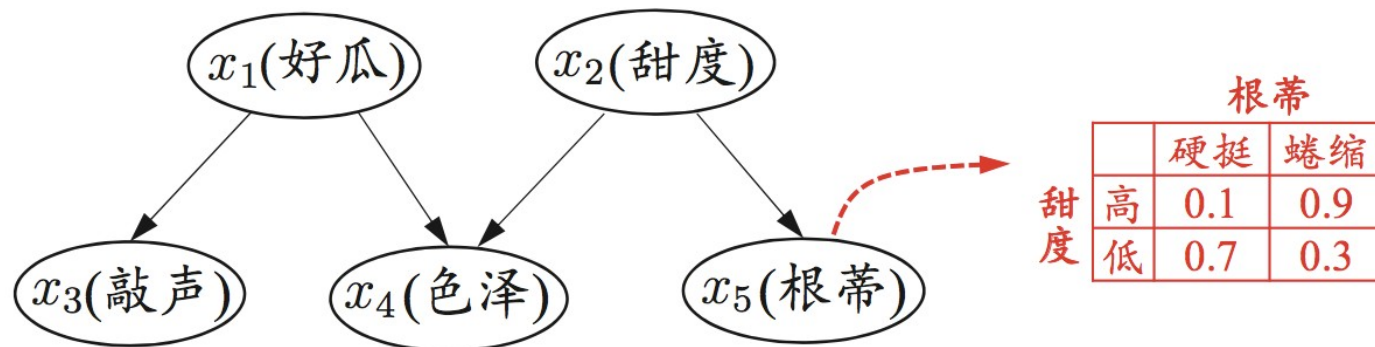 x₁(好瓜)
x₂(甜度)
x₃(敲声)
x₄(色泽)
x₅(根蒂)
根蒂
硬挺 蜷缩
甜度
高 0.1 0.9
低 0.7 0.3